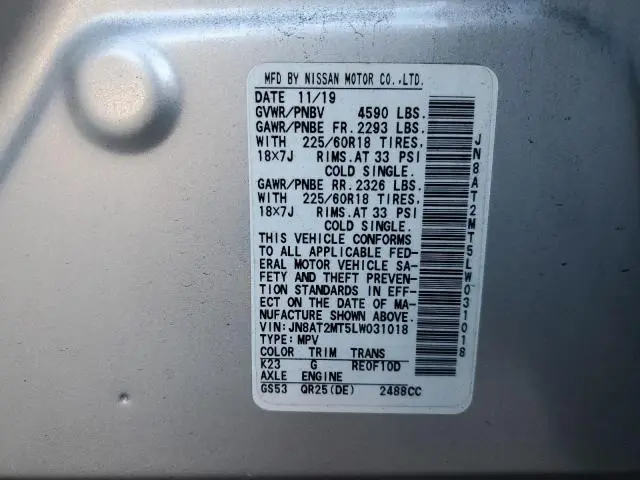 MFD BY NISSAN MOTOR CO.,LTD.
DATE 11/19
GVWR/PNBV 4590 LBS.
GAWR/PNBE FR. 2293 LBS.
WITH 225/60R18 TIRES,
18X7J RIMS. AT 33 PSI
COLD SINGLE.
GAWR/PNBE RR. 2326 LBS.
WITH 225/60R18 TIRES,
18X7J RIMS. AT 33 PSI
COLD SINGLE.
THIS VEHICLE CONFORMS
TO ALL APPLICABLE FED-
ERAL MOTOR VEHICLE SA-
FETY AND THEFT PREVEN-
TION STANDARDS IN EFF-
ECT ON THE DATE OF MA-
NUFACTURE SHOWN ABOVE.
VIN:JN8AT2MT5LW031018
TYPE: MPV
COLOR TRIM TRANS
K23 G RE0F10D
AXLE ENGINE
GS53 QR25(DE) 2488CC
JN8AT2MT5LW031018